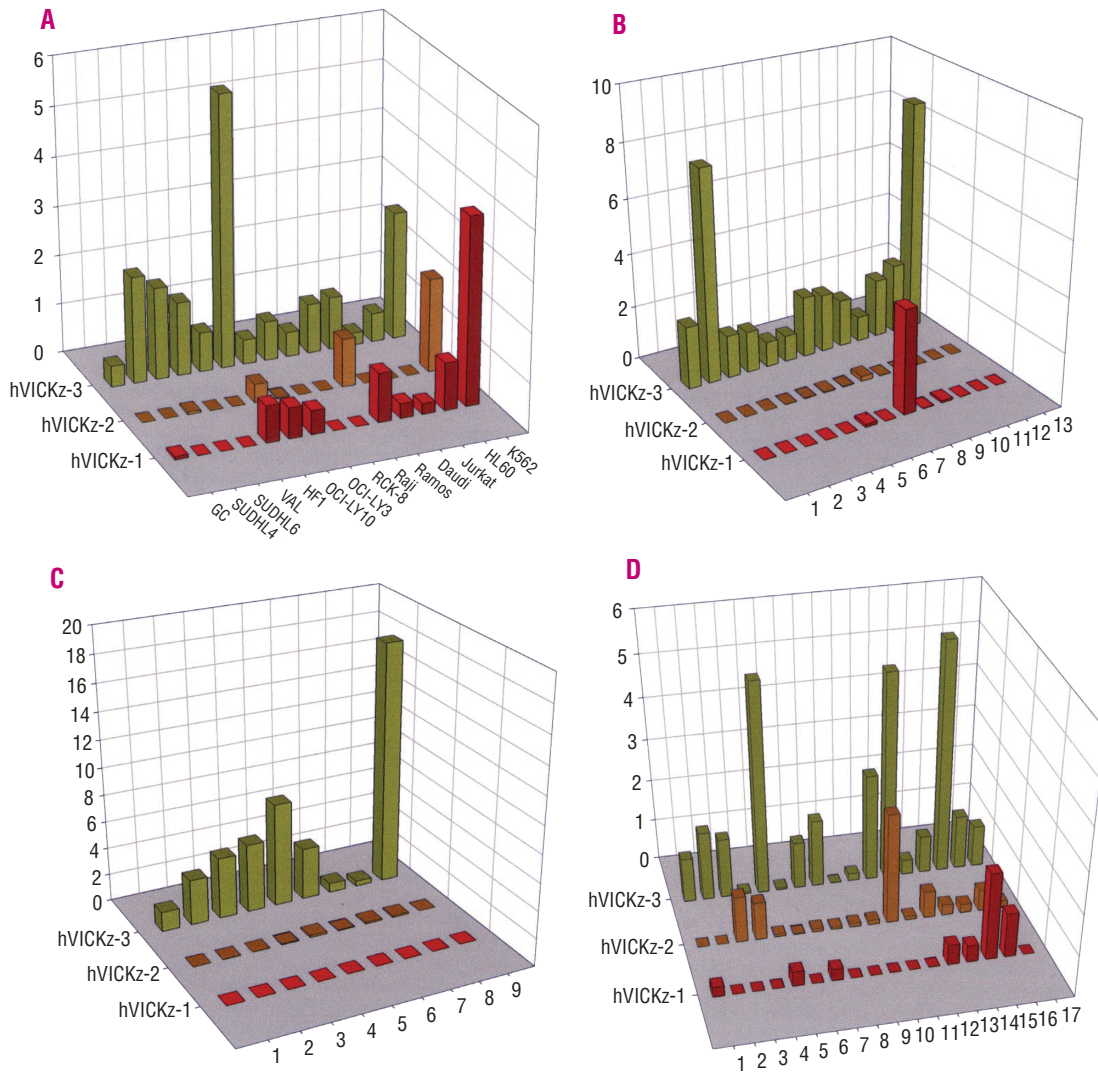 A
6
5
4
3
2
1
0
hVICKz-3
hVICKz-2
hVICKz-1
GC
SUDHL4
SUDHL6
VAL
HF1
OCI-LY10
OCI-LY3
RCK-8
Raji
Ramos
Daudi
Jurkat
HL60
K562
B
10
8
6
4
2
0
hVICKz-3
hVICKz-2
hVICKz-1
1 2 3 4 5 6 7 8 9 10 11 12 13
C
20
18
16
14
12
10
8
6
4
2
0
hVICKz-3
hVICKz-2
hVICKz-1
1 2 3 4 5 6 7 8 9
D
6
5
4
3
2
1
0
hVICKz-3
hVICKz-2
hVICKz-1
1 2 3 4 5 6 7 8 9 10 11 12 13 14 15 16 17